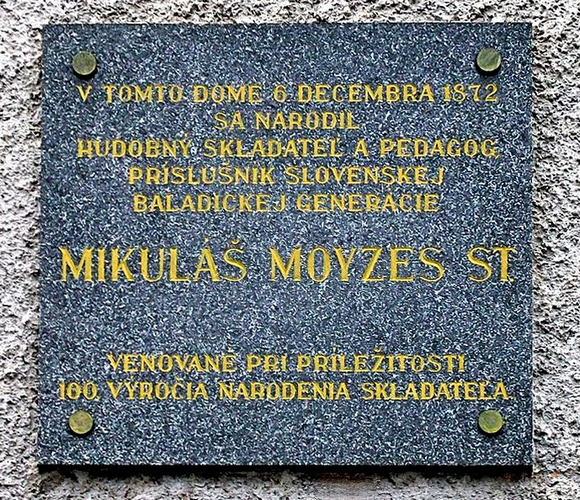 V TOMTO DOME 6 DECEMBRA 1872
SA NARODIL
HUDOBNÝ SKLADATEĽ A PEDAGOG,
PRÍSLUŠNÍK SLOVENSKEJ
BALADICKEJ GENERÁCIE
MIKULÁŠ MOYZES ST
VENOVANÉ PRI PRÍLEŽITOSTI
100. VÝROČIA NARODENIA SKLADATEĽA